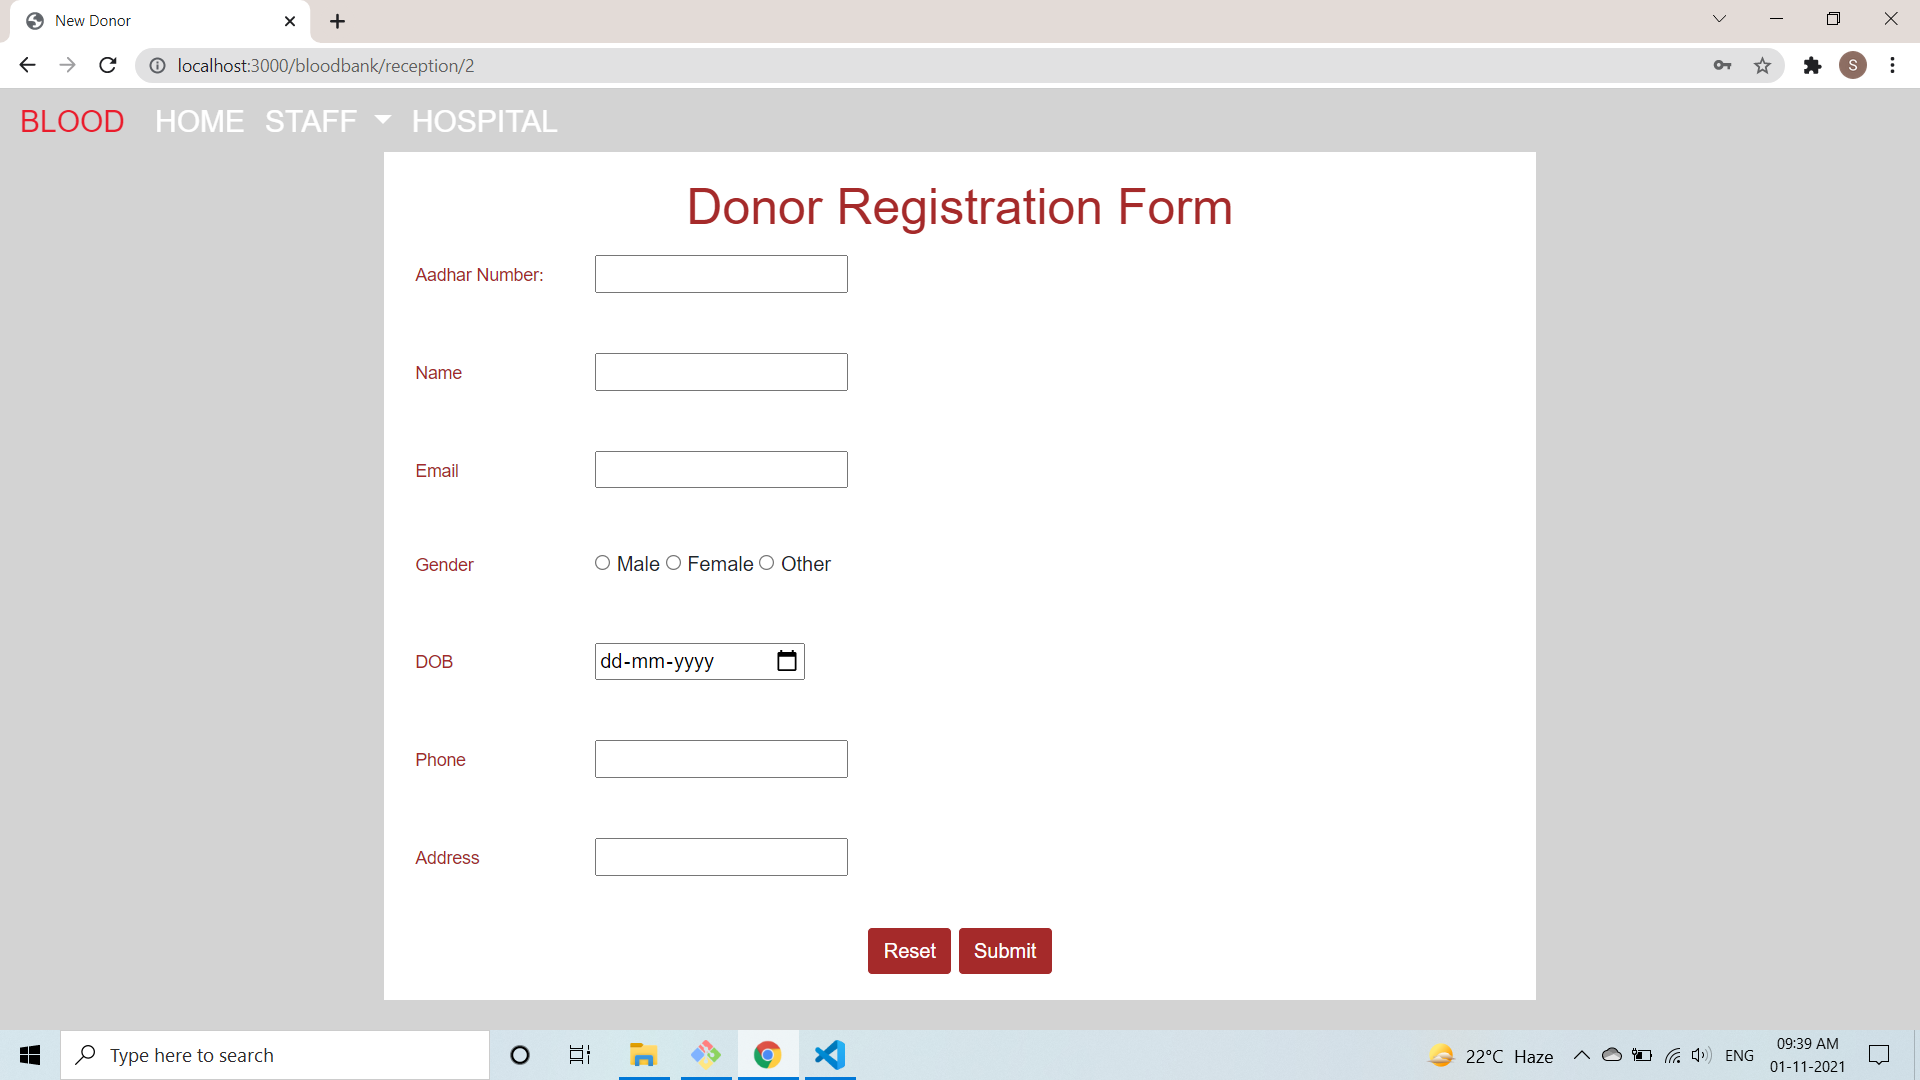 New Donor
localhost:3000/bloodbank/reception/2
S
BLOOD HOME STAFF HOSPITAL
Donor Registration Form
Aadhar Number:
Name
Email
Gender Male Female Other
DOB dd-mm-yyyy
Phone
Address
Reset Submit
Type here to search
22°C Haze
ENG
09:39 AM
01-11-2021